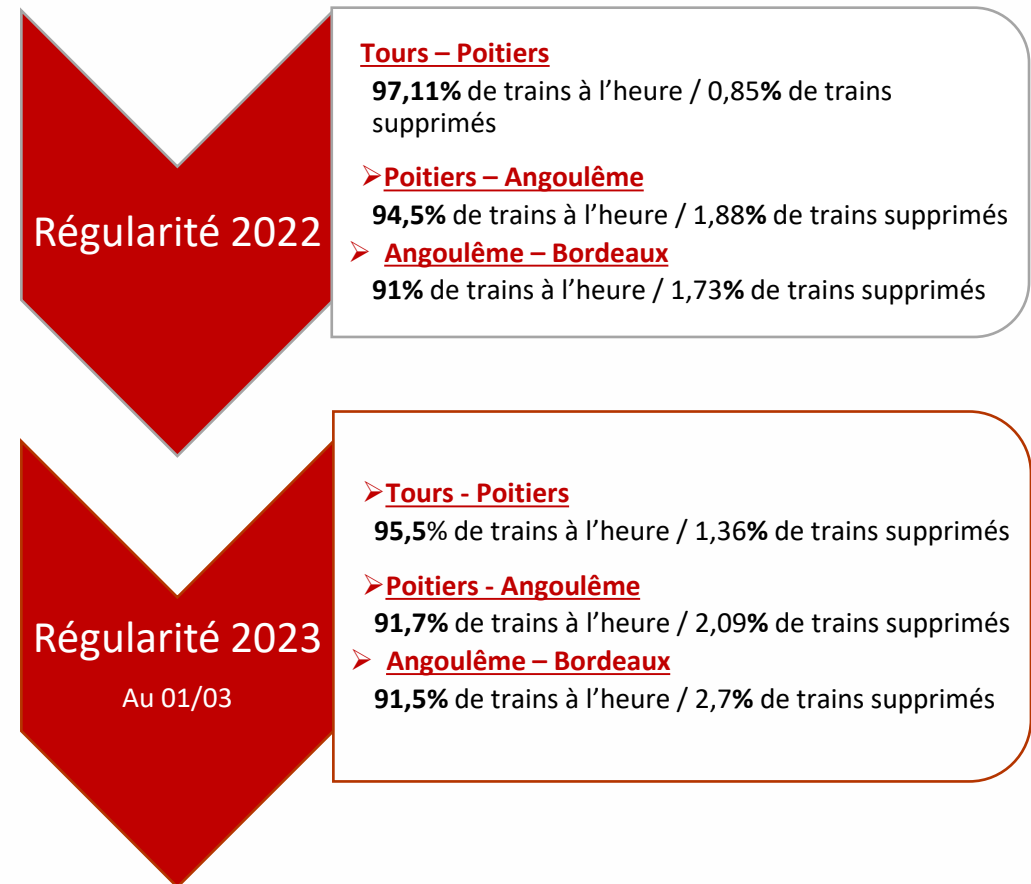 Régularité 2022
Tours – Poitiers
97,11% de trains à l’heure / 0,85% de trains
supprimés
➢Poitiers – Angoulême
94,5% de trains à l’heure / 1,88% de trains supprimés
➢ Angoulême – Bordeaux
91% de trains à l’heure / 1,73% de trains supprimés
Régularité 2023
Au 01/03
➢Tours - Poitiers
95,5% de trains à l’heure / 1,36% de trains supprimés
➢Poitiers - Angoulême
91,7% de trains à l’heure / 2,09% de trains supprimés
➢ Angoulême – Bordeaux
91,5% de trains à l’heure / 2,7% de trains supprimés